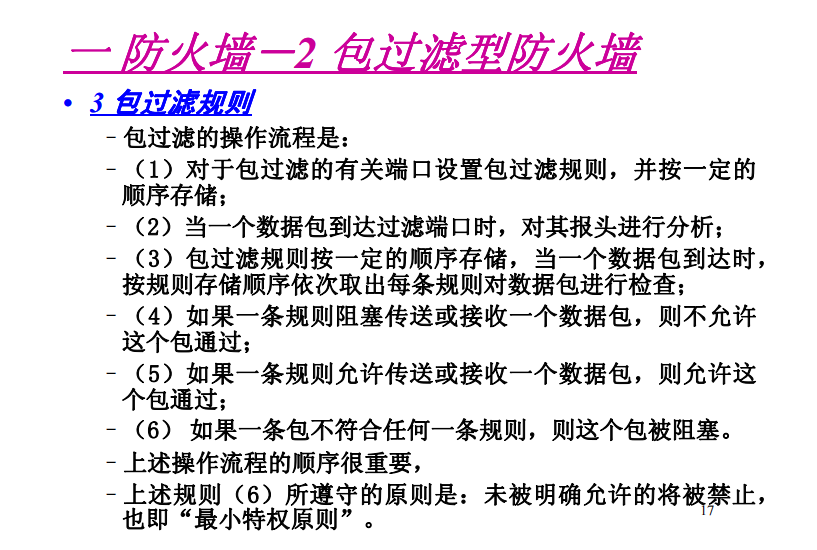 一 防火墙－2 包过滤型防火墙
• 3 包过滤规则
–包过滤的操作流程是：
–（1）对于包过滤的有关端口设置包过滤规则，并按一定的
顺序存储；
–（2）当一个数据包到达过滤端口时，对其报头进行分析；
–（3）包过滤规则按一定的顺序存储，当一个数据包到达时，
按规则存储顺序依次取出每条规则对数据包进行检查；
–（4）如果一条规则阻塞传送或接收一个数据包，则不允许
这个包通过；
–（5）如果一条规则允许传送或接收一个数据包，则允许这
个包通过；
–（6） 如果一条包不符合任何一条规则，则这个包被阻塞。
–上述操作流程的顺序很重要，
–上述规则（6）所遵守的原则是：未被明确允许的将被禁止，
也即“最小特权原则”。
17